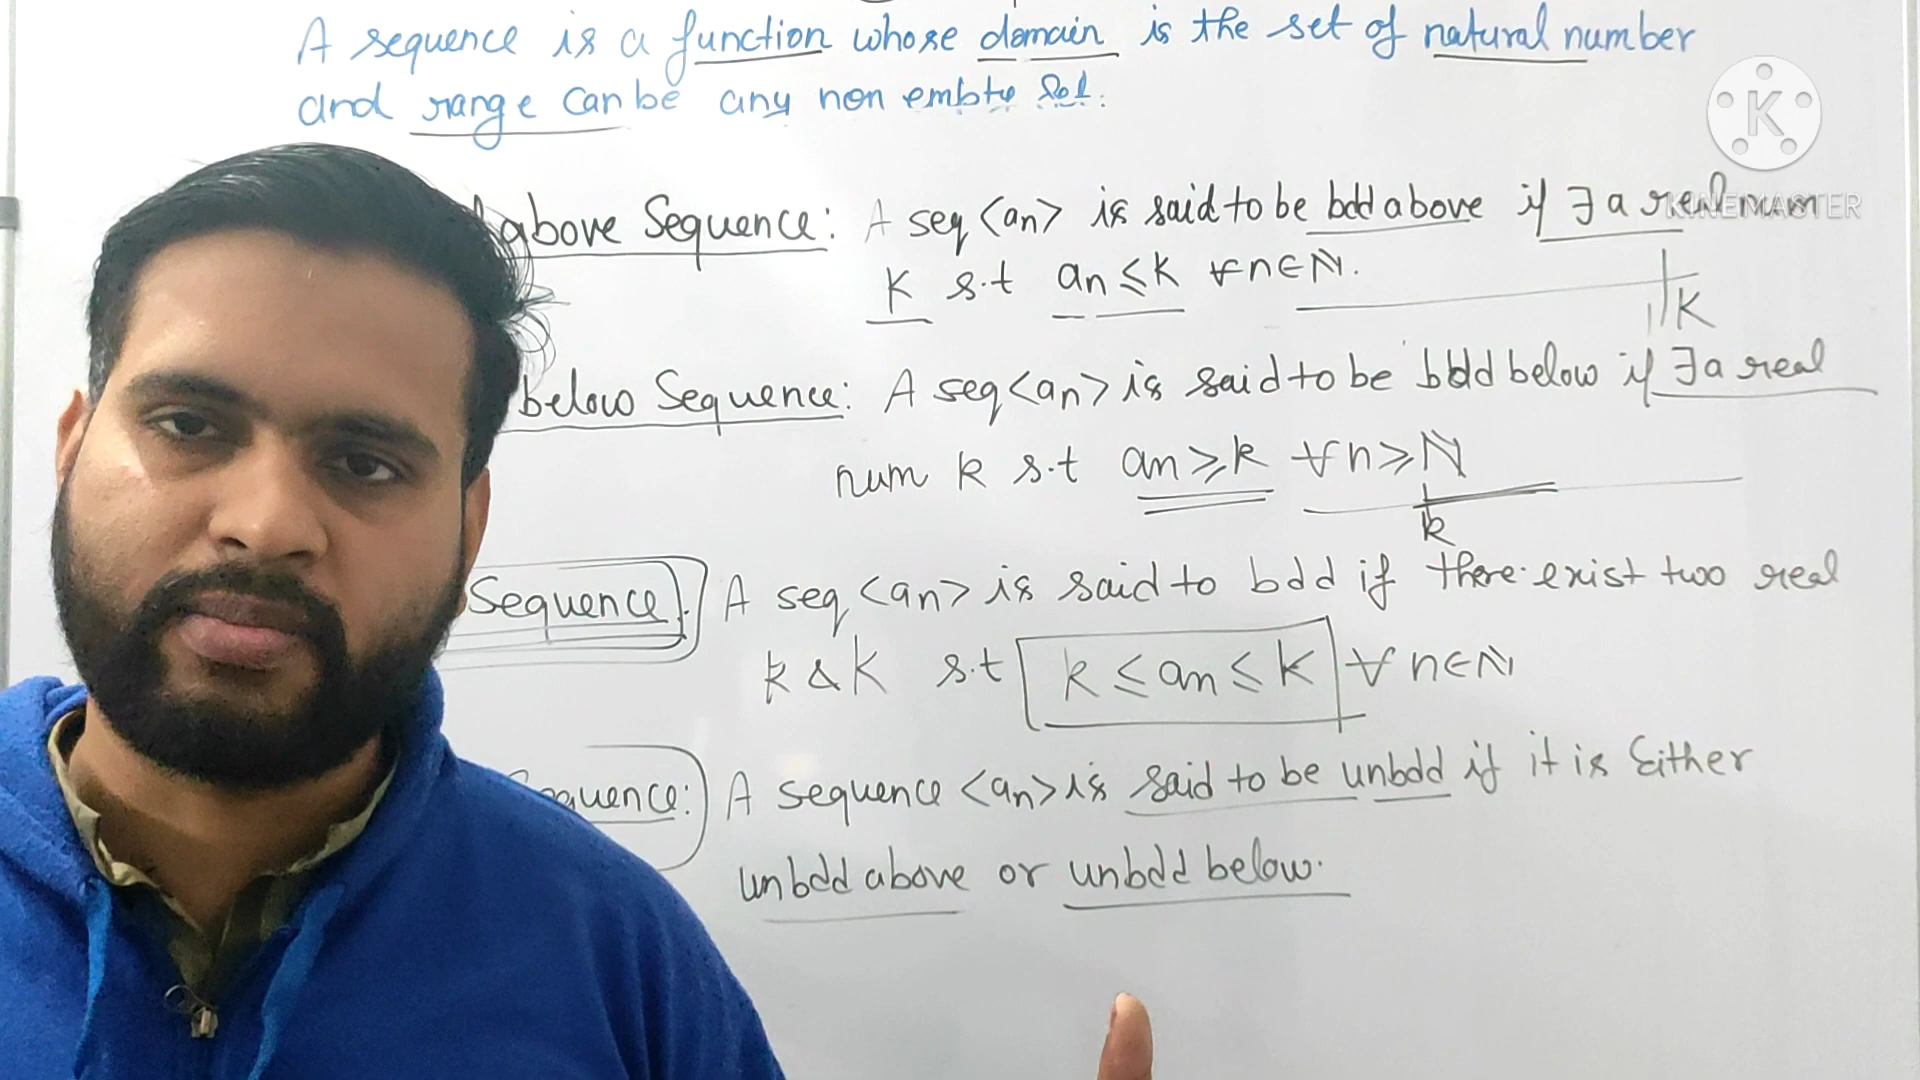 A sequence is a function whose domain is the set of natural number
and range can be any non embty Set.
K
KINEMASTER
above Sequence: A seq <an> is said to be bdd above if ∃ a real num
K s.t an ≤ K ∀ n ∈ N.
K
below Sequence: A seq <an> is said to be bdd below if ∃ a real
num k s.t an ≥ k ∀ n ≥ N
k
Sequence: A seq <an> is said to bdd if there exist two real
k & K s.t k ≤ an ≤ K ∀ n ∈ N
quence: A sequence <an> is said to be unbdd if it is Either
unbdd above or unbdd below.